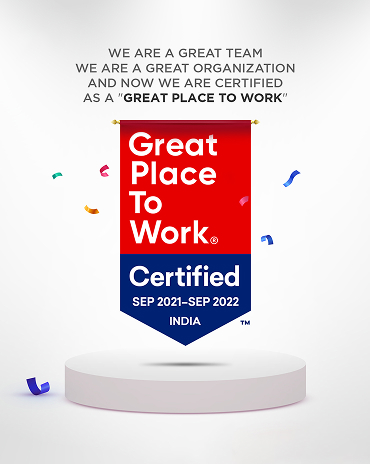 WE ARE A GREAT TEAM
WE ARE A GREAT ORGANIZATION
AND NOW WE ARE CERTIFIED
AS A "GREAT PLACE TO WORK"
Great
Place
To
Work®
Certified
SEP 2021–SEP 2022
INDIA
™